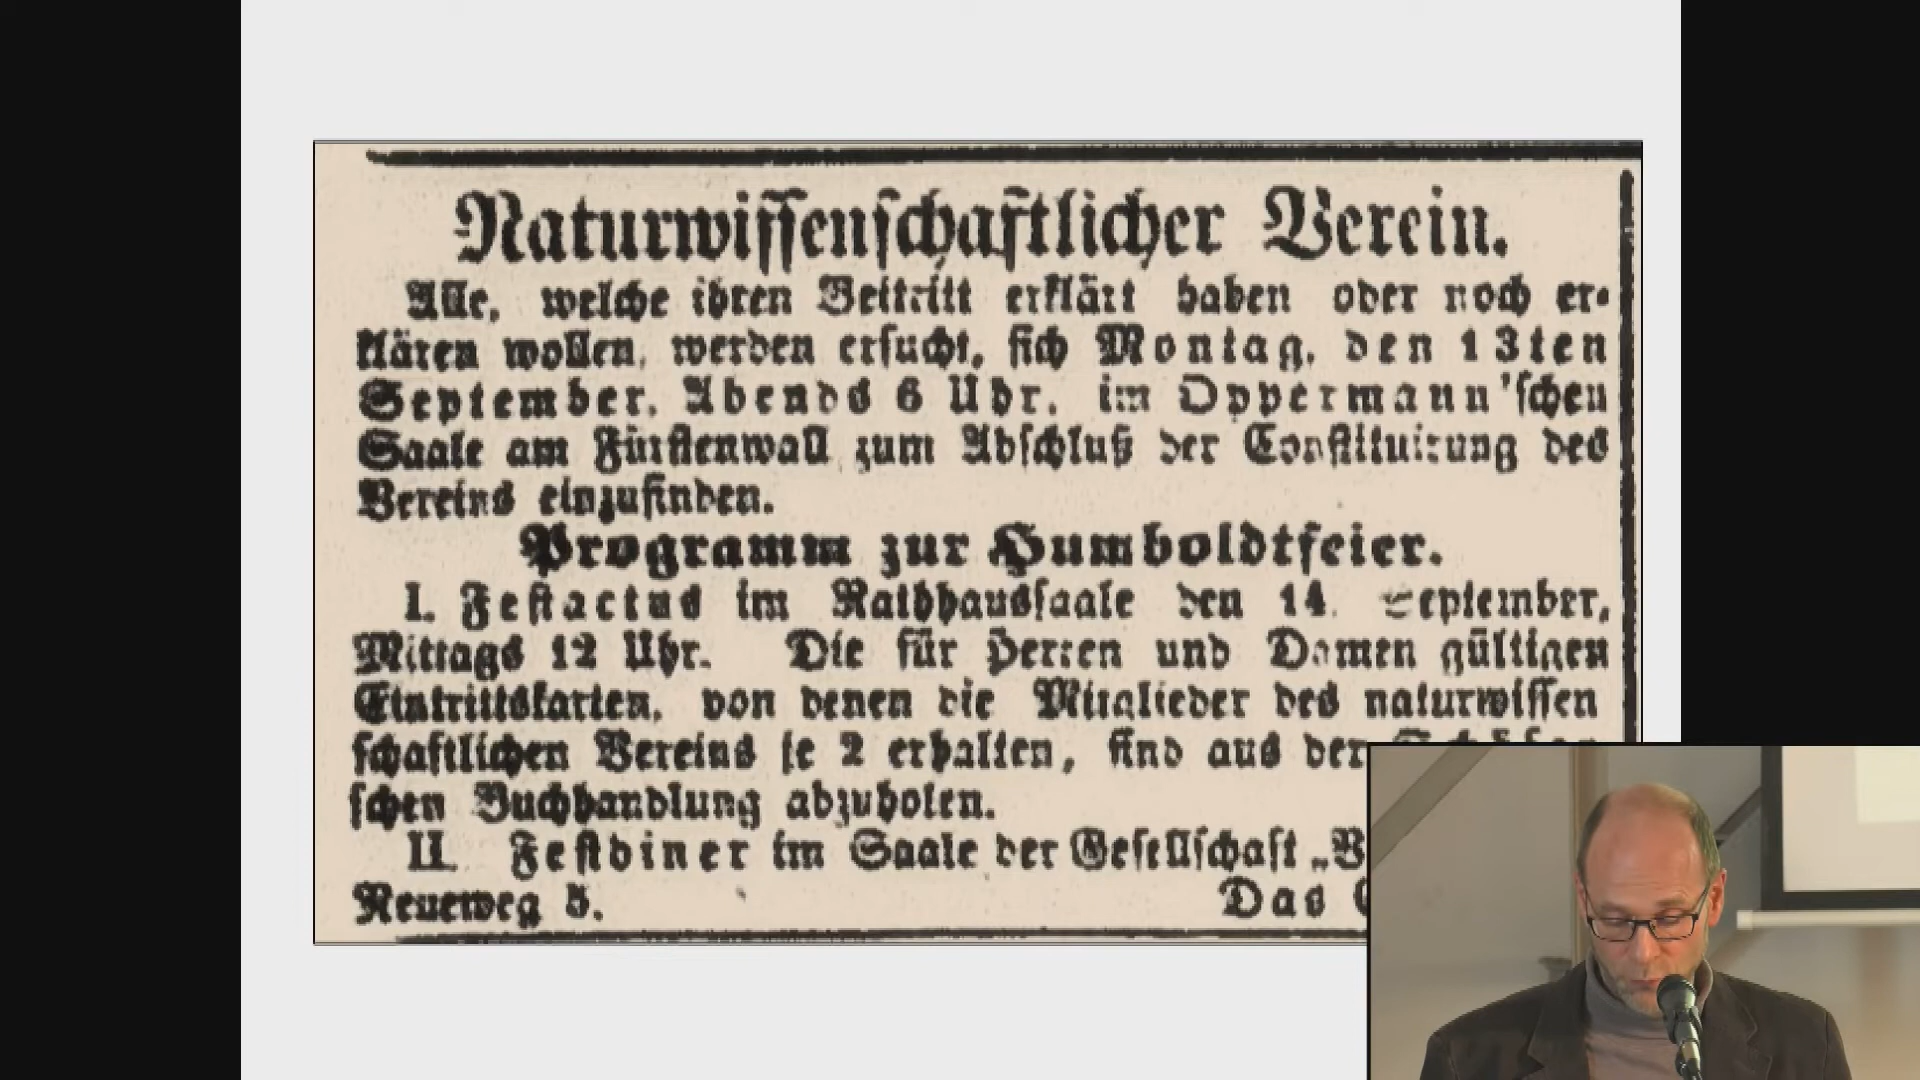 Naturwissenschaftlicher Verein.
Alle, welche ihren Beitritt erklärt haben oder noch er-
klären wollen, werden ersucht, sich Montag, den 13ten
September, Abends 6 Uhr, im Oppermann'schen
Saale am Fürstenwall zum Abschluß der Constituirung des
Vereins einzufinden.
Programm zur Humboldtfeier.
I. Festactus im Rathhaussaale den 14. September,
Mittags 12 Uhr. Die für Herren und Damen gültigen
Eintrittskarten, von denen die Mitglieder des naturwissen
schaftlichen Vereins je 2 erhalten, sind aus der
schen Buchhandlung abzuholen.
II. Festdiner im Saale der Gesellschaft
Neueweg 5. Das